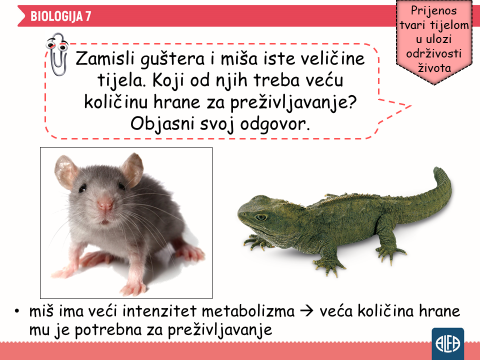 BIOLOGIJA 7
Prijenos
tvari tijelom
u ulozi
održivosti
života
Zamisli guštera i miša iste veličine
tijela. Koji od njih treba veću
količinu hrane za preživljavanje?
Objasni svoj odgovor.
• miš ima veći intenzitet metabolizma → veća količina hrane
mu je potrebna za preživljavanje
ALFA